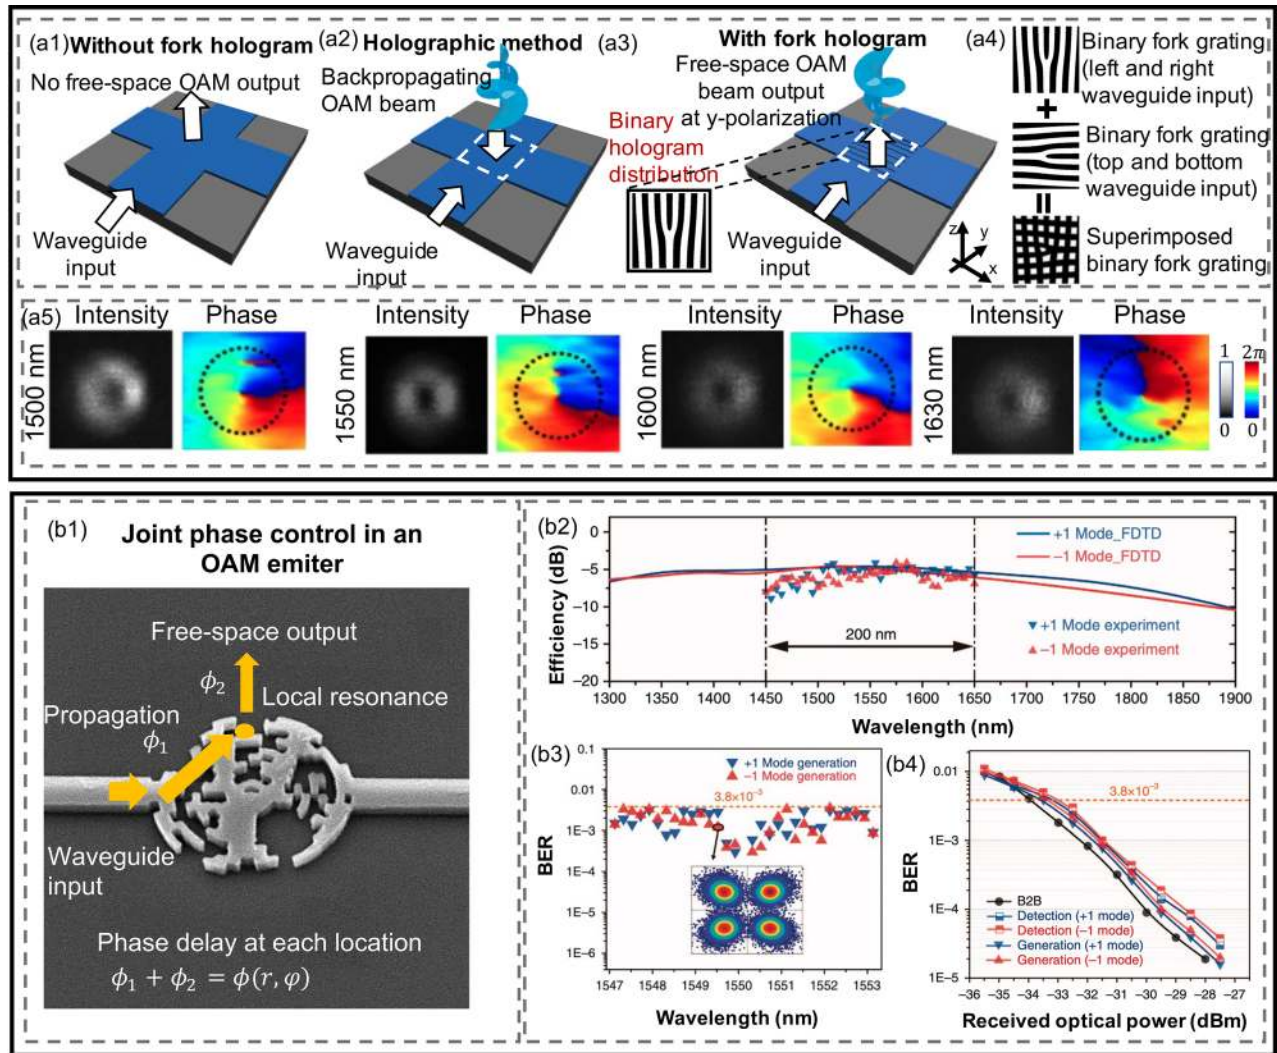 (a1)
Without fork hologram
No free-space OAM output
Waveguide
input
(a2)
Holographic method
Backpropagating
OAM beam
Waveguide
input
(a3)
With fork hologram
Free-space OAM
beam output
at y-polarization
Binary
hologram
distribution
Waveguide
input
z
y
x
(a4)
Binary fork grating
(left and right
waveguide input)
+
Binary fork grating
(top and bottom
waveguide input)
=
Superimposed
binary fork grating
(a5)
Intensity Phase
1500 nm
Intensity Phase
1550 nm
Intensity Phase
1600 nm
Intensity Phase
1630 nm
1 2π
0 0
(b1)
Joint phase control in an
OAM emiter
Free-space output
ϕ2
Local resonance
Propagation
ϕ1
Waveguide
input
Phase delay at each location
ϕ1 + ϕ2 = ϕ(r, φ)
(b2)
Efficiency (dB)
0
−5
−10
−15
−20
+1 Mode_FDTD
−1 Mode_FDTD
200 nm
+1 Mode experiment
−1 Mode experiment
1300 1350 1400 1450 1500 1550 1600 1650 1700 1750 1800 1850 1900
Wavelength (nm)
(b3)
BER
0.1
0.01
1E−3
1E−4
1E−5
1E−6
+1 Mode generation
−1 Mode generation
3.8×10⁻³
1547 1548 1549 1550 1551 1552 1553
Wavelength (nm)
(b4)
BER
0.01
1E−3
1E−4
1E−5
3.8×10⁻³
B2B
Detection (+1 mode)
Detection (−1 mode)
Generation (+1 mode)
Generation (−1 mode)
−36 −35 −34 −33 −32 −31 −30 −29 −28 −27
Received optical power (dBm)